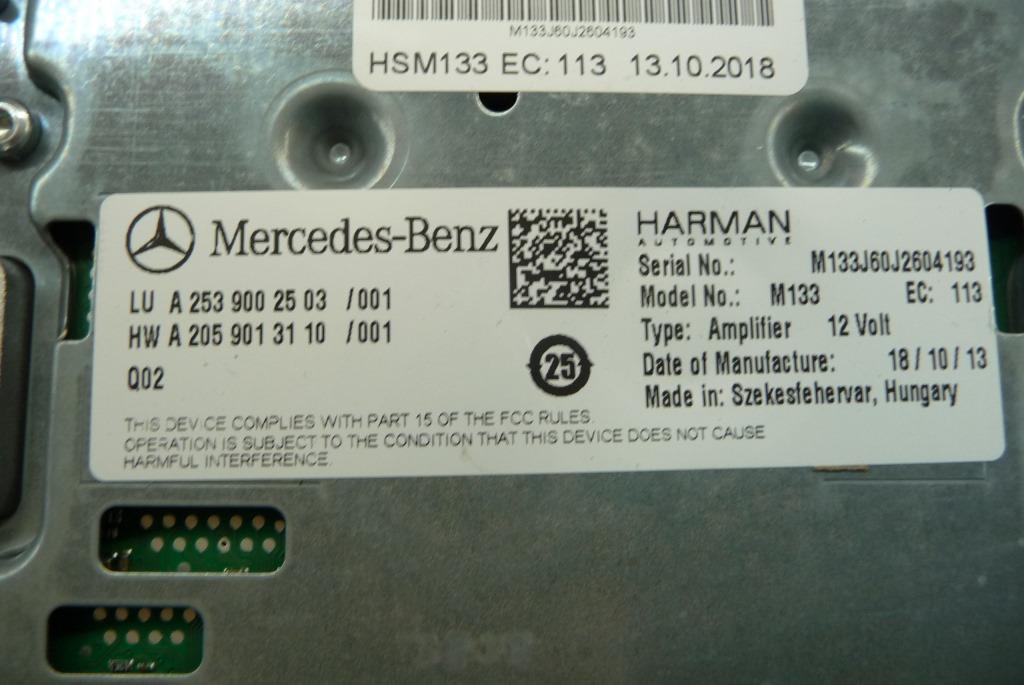 M133J60J2604193
HSM133 EC: 113 13.10.2018
Mercedes-Benz
LU A 253 900 25 03 /001
HW A 205 901 31 10 /001
Q02
25
HARMAN
AUTOMOTIVE
Serial No.: M133J60J2604193
Model No.: M133 EC: 113
Type: Amplifier 12 Volt
Date of Manufacture: 18/10/13
Made in: Szekesfehervar, Hungary
THIS DEVICE COMPLIES WITH PART 15 OF THE FCC RULES.
OPERATION IS SUBJECT TO THE CONDITION THAT THIS DEVICE DOES NOT CAUSE
HARMFUL INTERFERENCE.